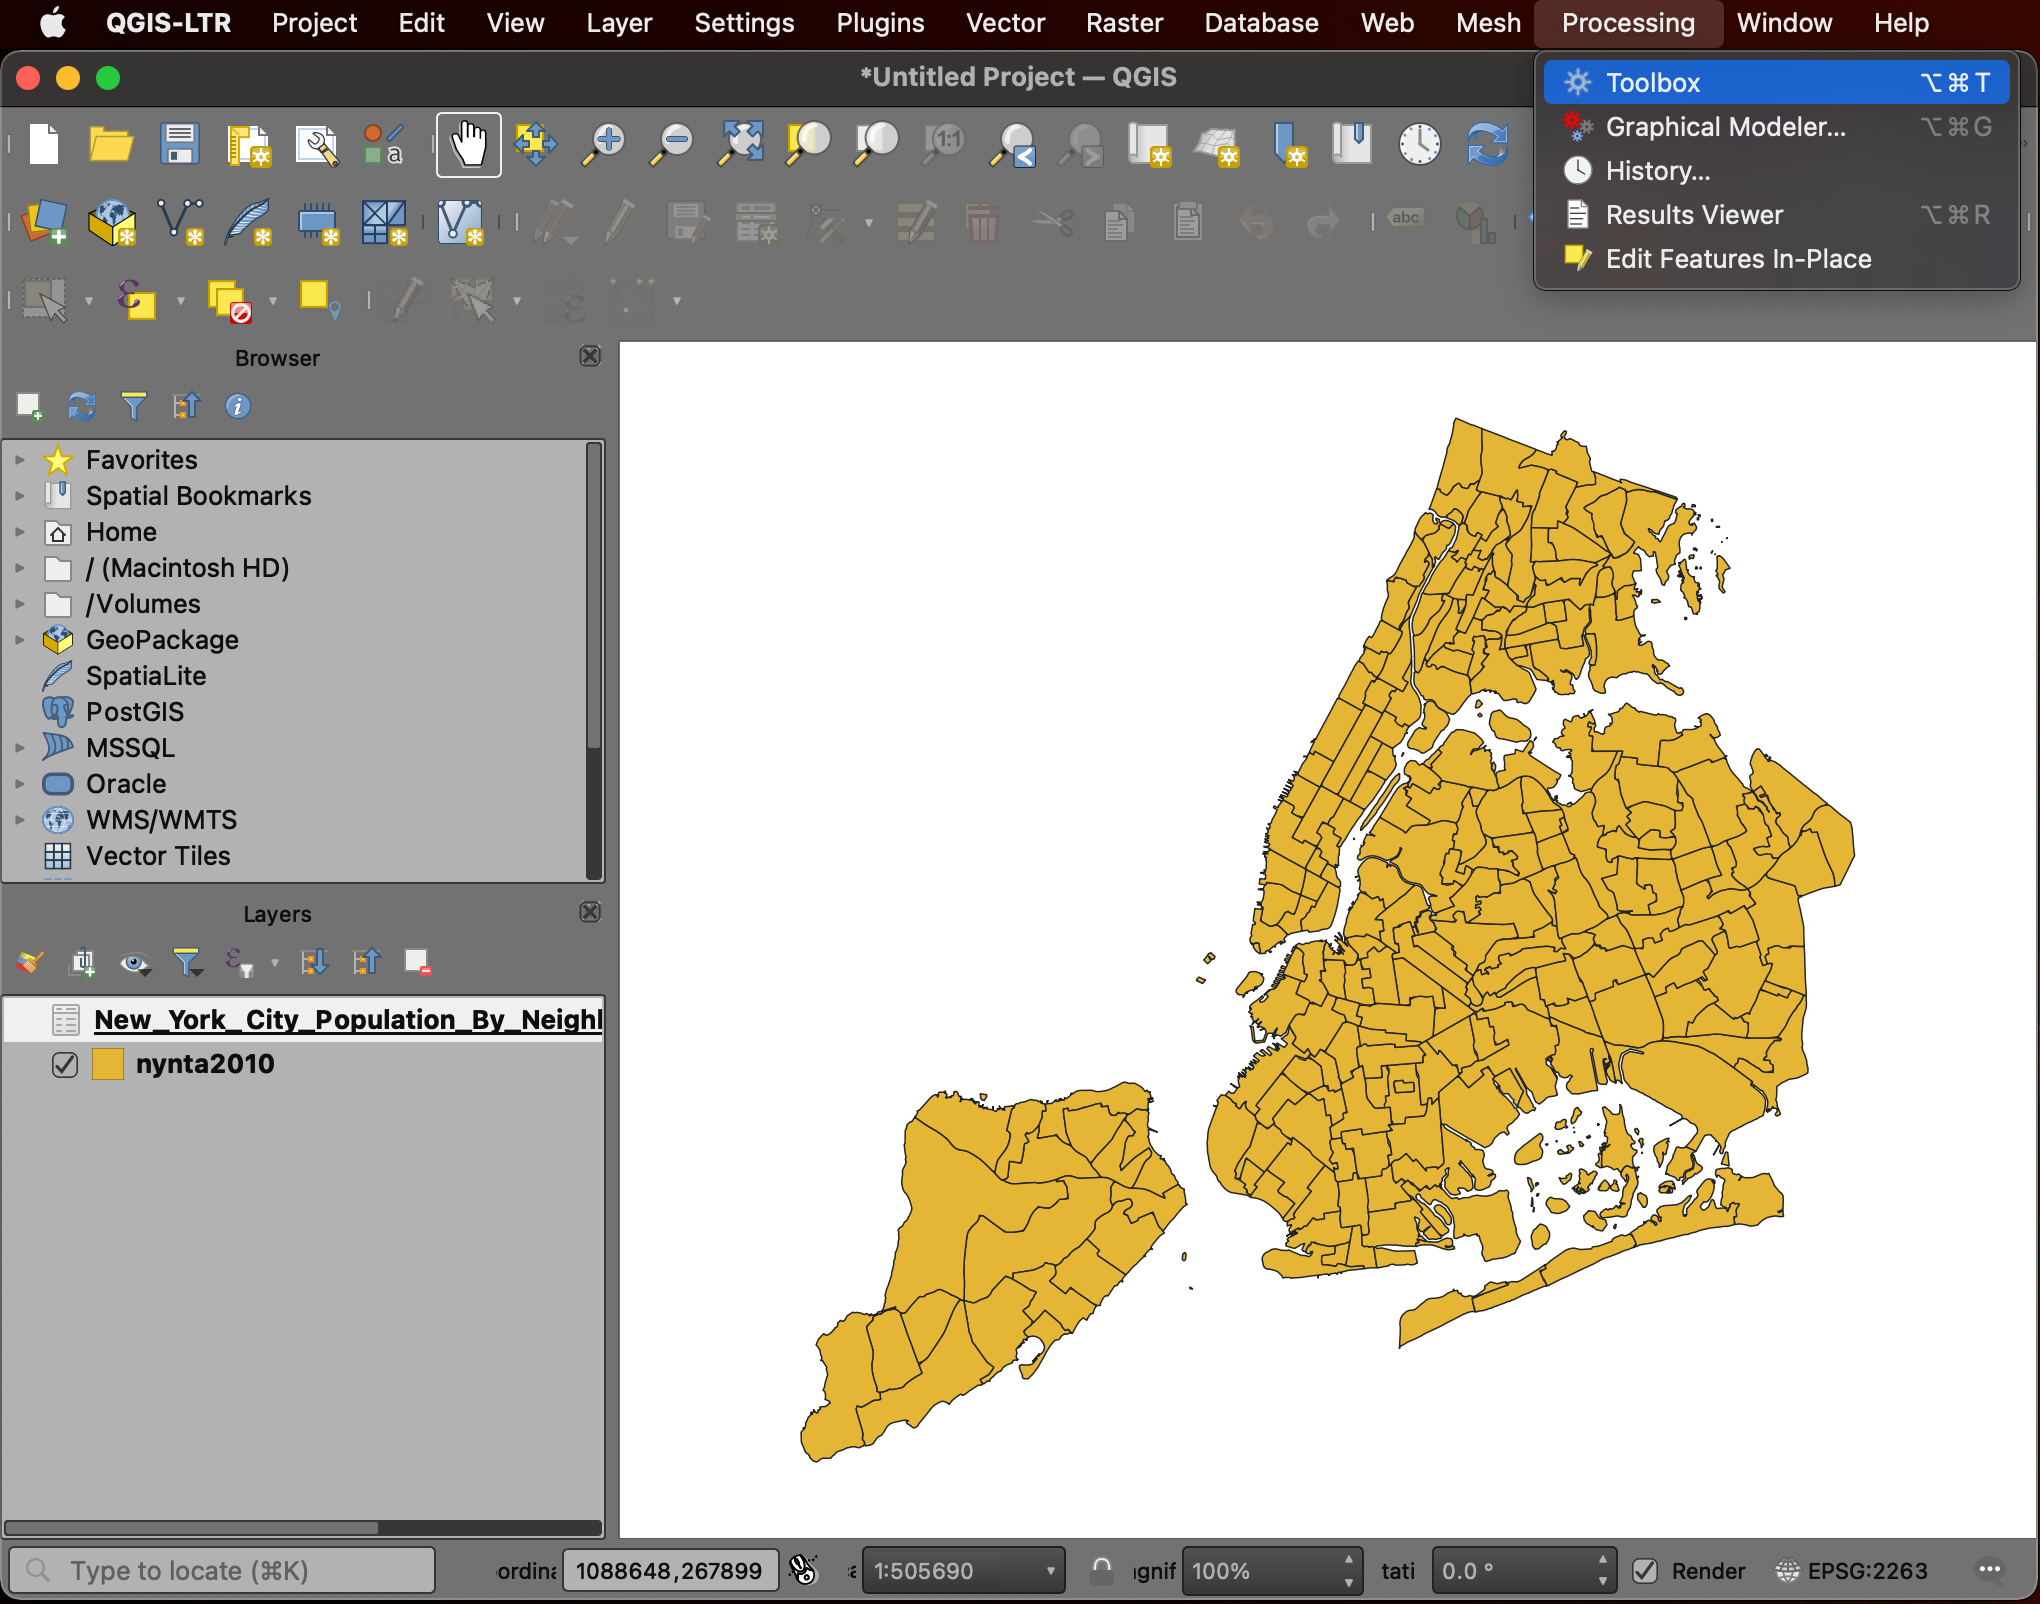 QGIS-LTR Project Edit View Layer Settings Plugins Vector Raster Database Web Mesh Processing Window Help
*Untitled Project — QGIS
Toolbox ⌥⌘T
Graphical Modeler... ⌥⌘G
History...
Results Viewer ⌥⌘R
Edit Features In-Place
1:1
abc
Browser
Favorites
Spatial Bookmarks
Home
/ (Macintosh HD)
/Volumes
GeoPackage
SpatiaLite
PostGIS
MSSQL
Oracle
WMS/WMTS
Vector Tiles
Layers
New_York_City_Population_By_Neighl
nynta2010
Type to locate (⌘K) ordina 1088648,267899 1:505690 agnif 100% tati 0.0 ° Render EPSG:2263